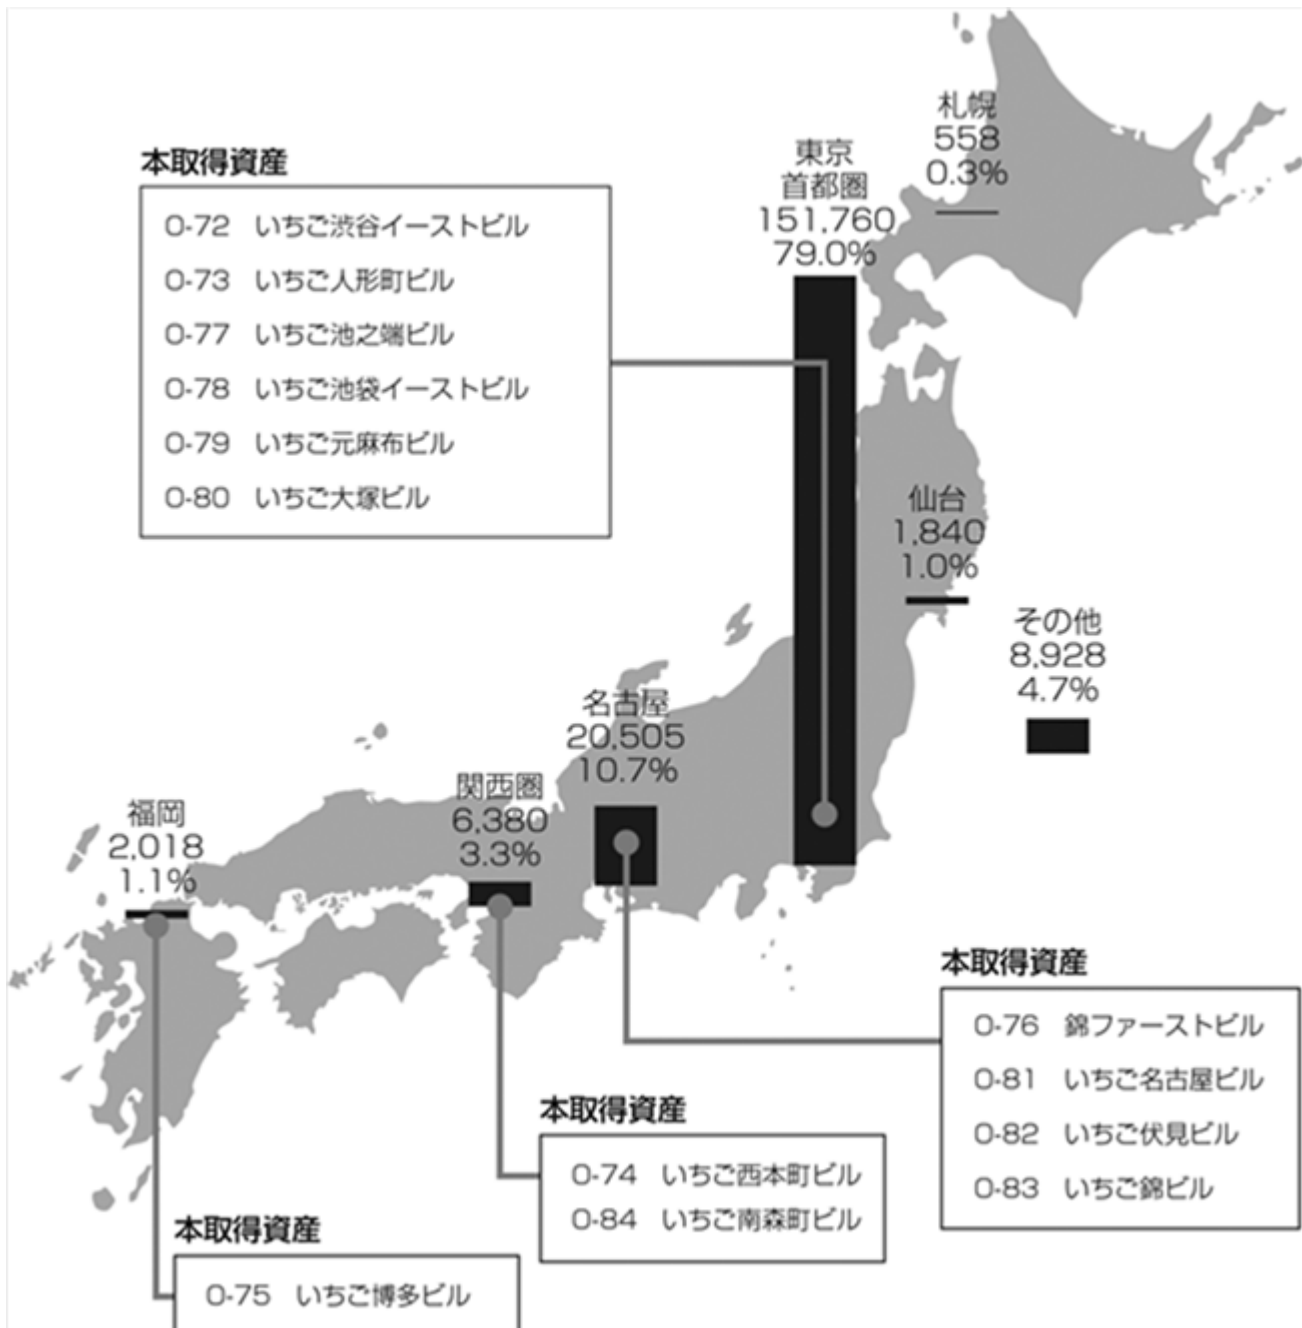 札幌
558
0.3%
東京
首都圏
151,760
79.0%
本取得資産
O-72 いちご渋谷イーストビル
O-73 いちご人形町ビル
O-77 いちご池之端ビル
O-78 いちご池袋イーストビル
O-79 いちご元麻布ビル
O-80 いちご大塚ビル
仙台
1,840
1.0%
その他
8,928
4.7%
名古屋
20,505
10.7%
関西圏
6,380
3.3%
福岡
2,018
1.1%
本取得資産
O-76 錦ファーストビル
O-81 いちご名古屋ビル
O-82 いちご伏見ビル
O-83 いちご錦ビル
本取得資産
O-74 いちご西本町ビル
O-84 いちご南森町ビル
本取得資産
O-75 いちご博多ビル